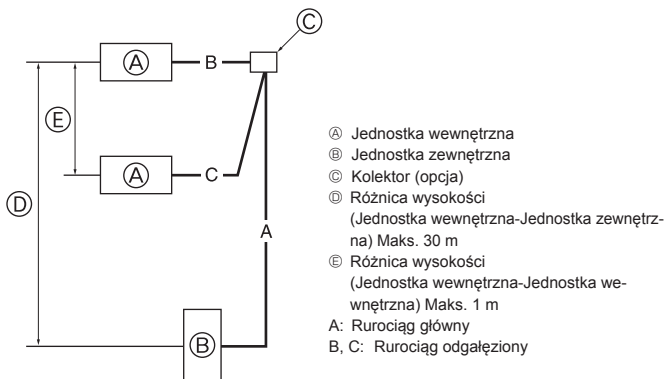 Ⓒ
Ⓐ B
Ⓔ
Ⓐ C
Ⓓ
A
Ⓑ
Ⓐ Jednostka wewnętrzna
Ⓑ Jednostka zewnętrzna
Ⓒ Kolektor (opcja)
Ⓓ Różnica wysokości
(Jednostka wewnętrzna-Jednostka zewnętrz-
na) Maks. 30 m
Ⓔ Różnica wysokości
(Jednostka wewnętrzna-Jednostka we-
wnętrzna) Maks. 1 m
A: Rurociąg główny
B, C: Rurociąg odgałęziony